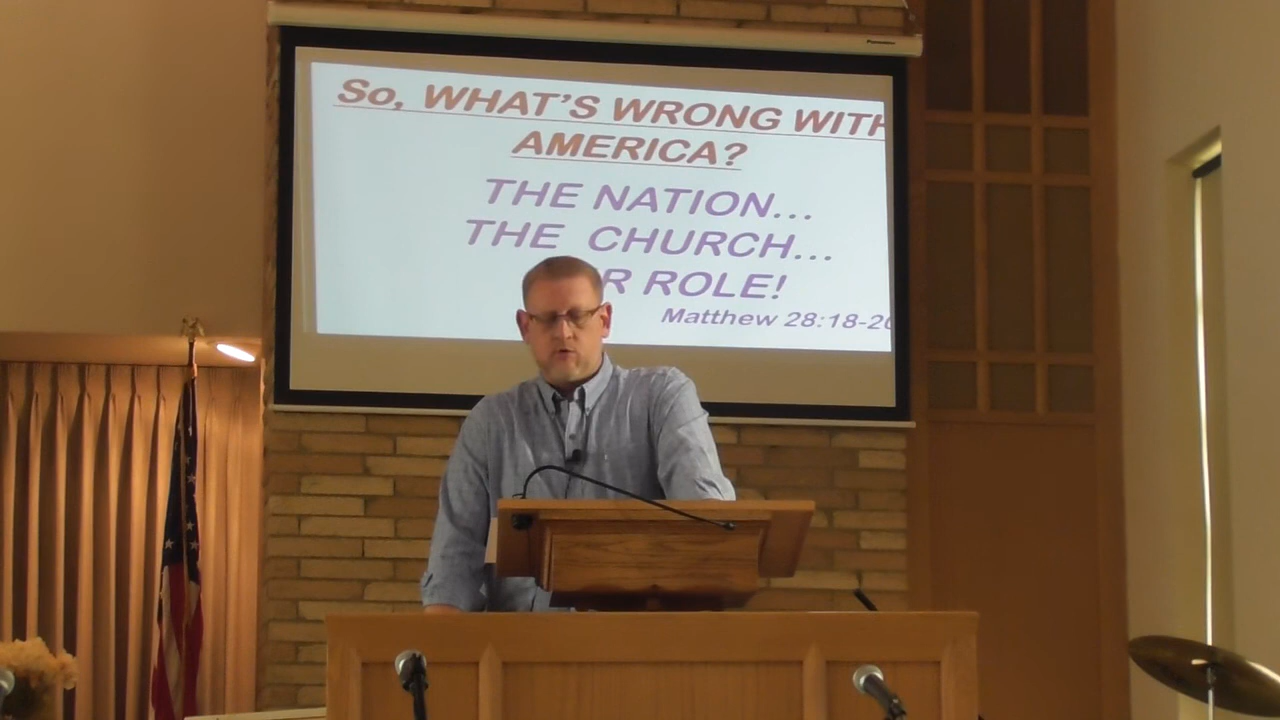 So, WHAT'S WRONG WITH
AMERICA?
THE NATION...
THE CHURCH...
R ROLE!
Matthew 28:18-20